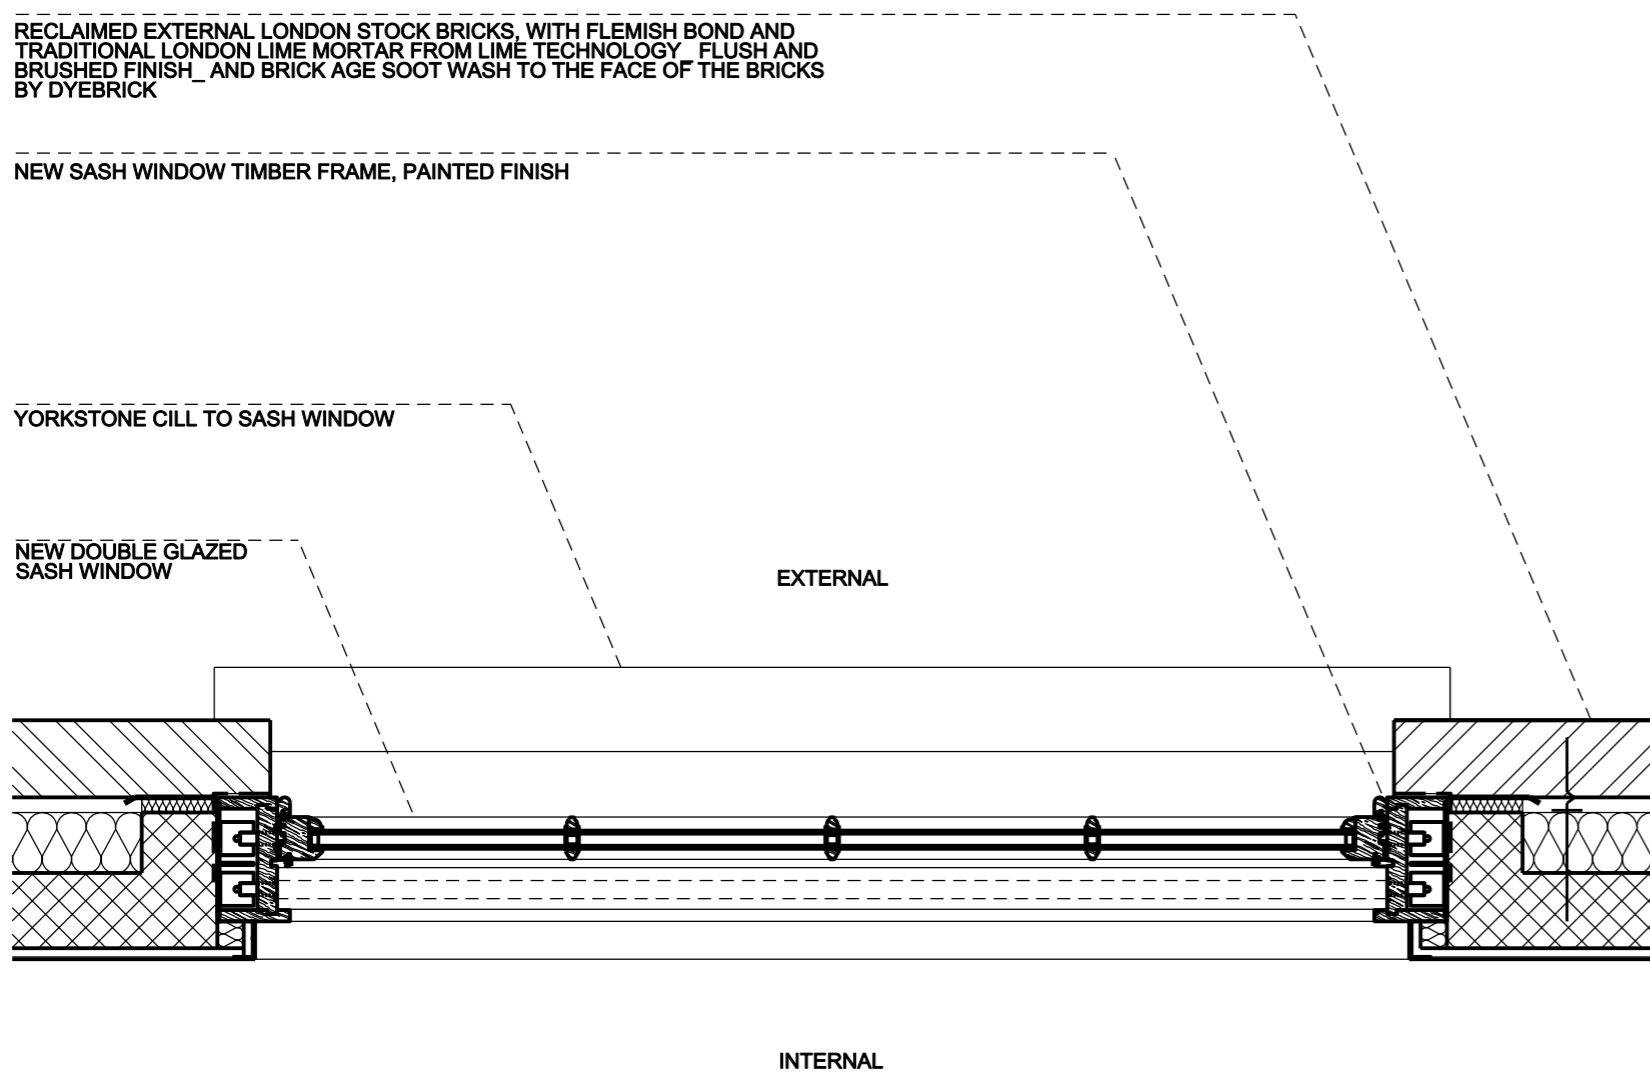 RECLAIMED EXTERNAL LONDON STOCK BRICKS, WITH FLEMISH BOND AND
TRADITIONAL LONDON LIME MORTAR FROM LIME TECHNOLOGY_ FLUSH AND
BRUSHED FINISH_ AND BRICK AGE SOOT WASH TO THE FACE OF THE BRICKS
BY DYEBRICK
NEW SASH WINDOW TIMBER FRAME, PAINTED FINISH
YORKSTONE CILL TO SASH WINDOW
NEW DOUBLE GLAZED
SASH WINDOW
EXTERNAL
INTERNAL